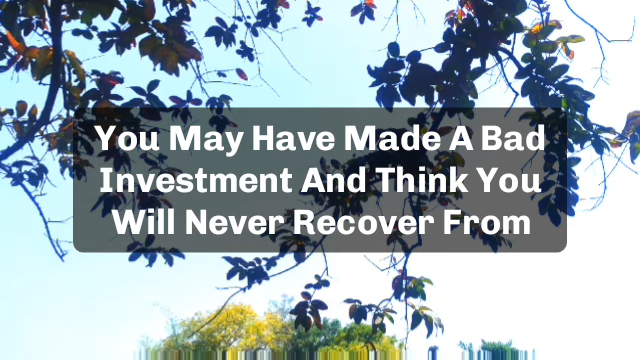 You May Have Made A Bad
Investment And Think You
Will Never Recover From